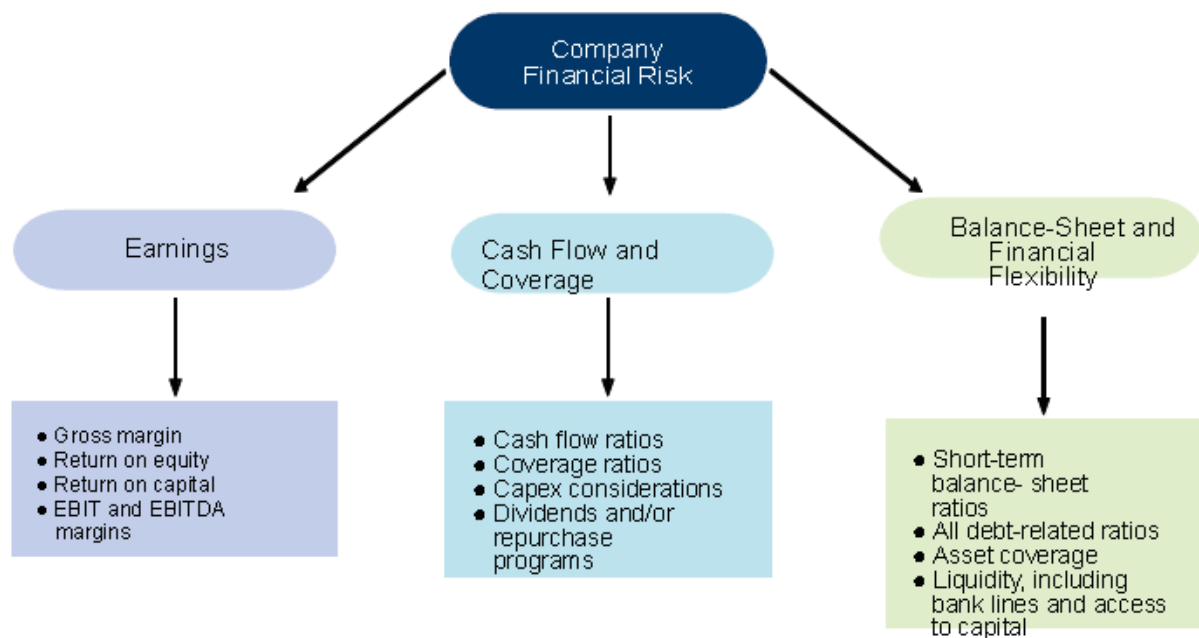 Company
Financial Risk
Earnings
Cash Flow and
Coverage
Balance-Sheet and
Financial
Flexibility
● Gross margin
● Return on equity
● Return on capital
● EBIT and EBITDA
margins
● Cash flow ratios
● Coverage ratios
● Capex considerations
● Dividends and/or
repurchase
programs
● Short-term
balance- sheet
ratios
● All debt-related ratios
● Asset coverage
● Liquidity, including
bank lines and access
to capital